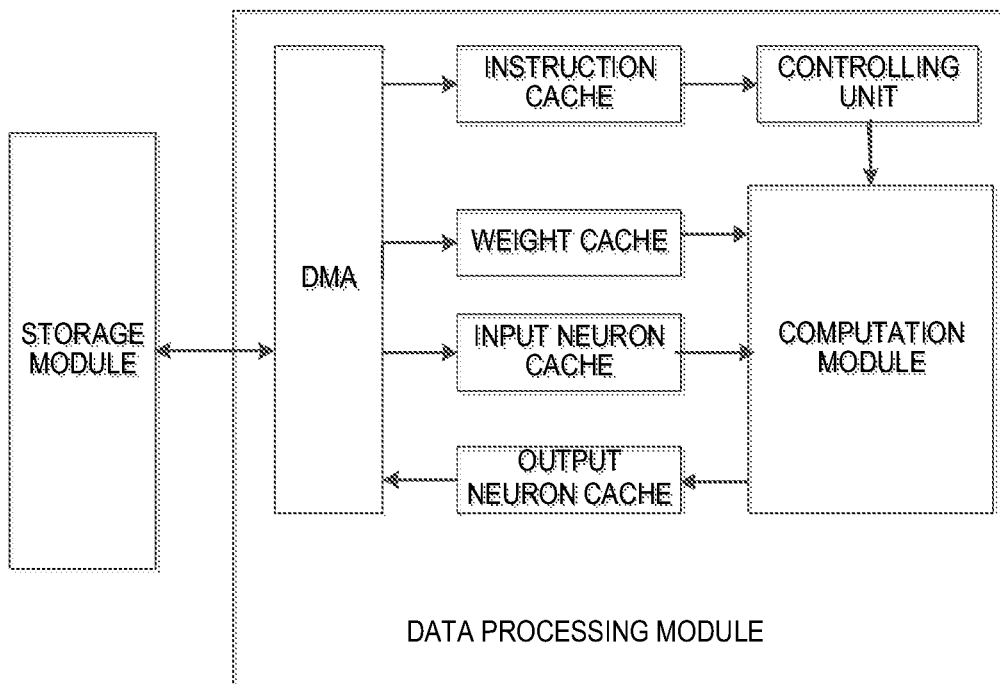 STORAGE
MODULE
DMA
INSTRUCTION
CACHE
CONTROLLING
UNIT
WEIGHT CACHE
INPUT NEURON
CACHE
COMPUTATION
MODULE
OUTPUT
NEURON CACHE
DATA PROCESSING MODULE